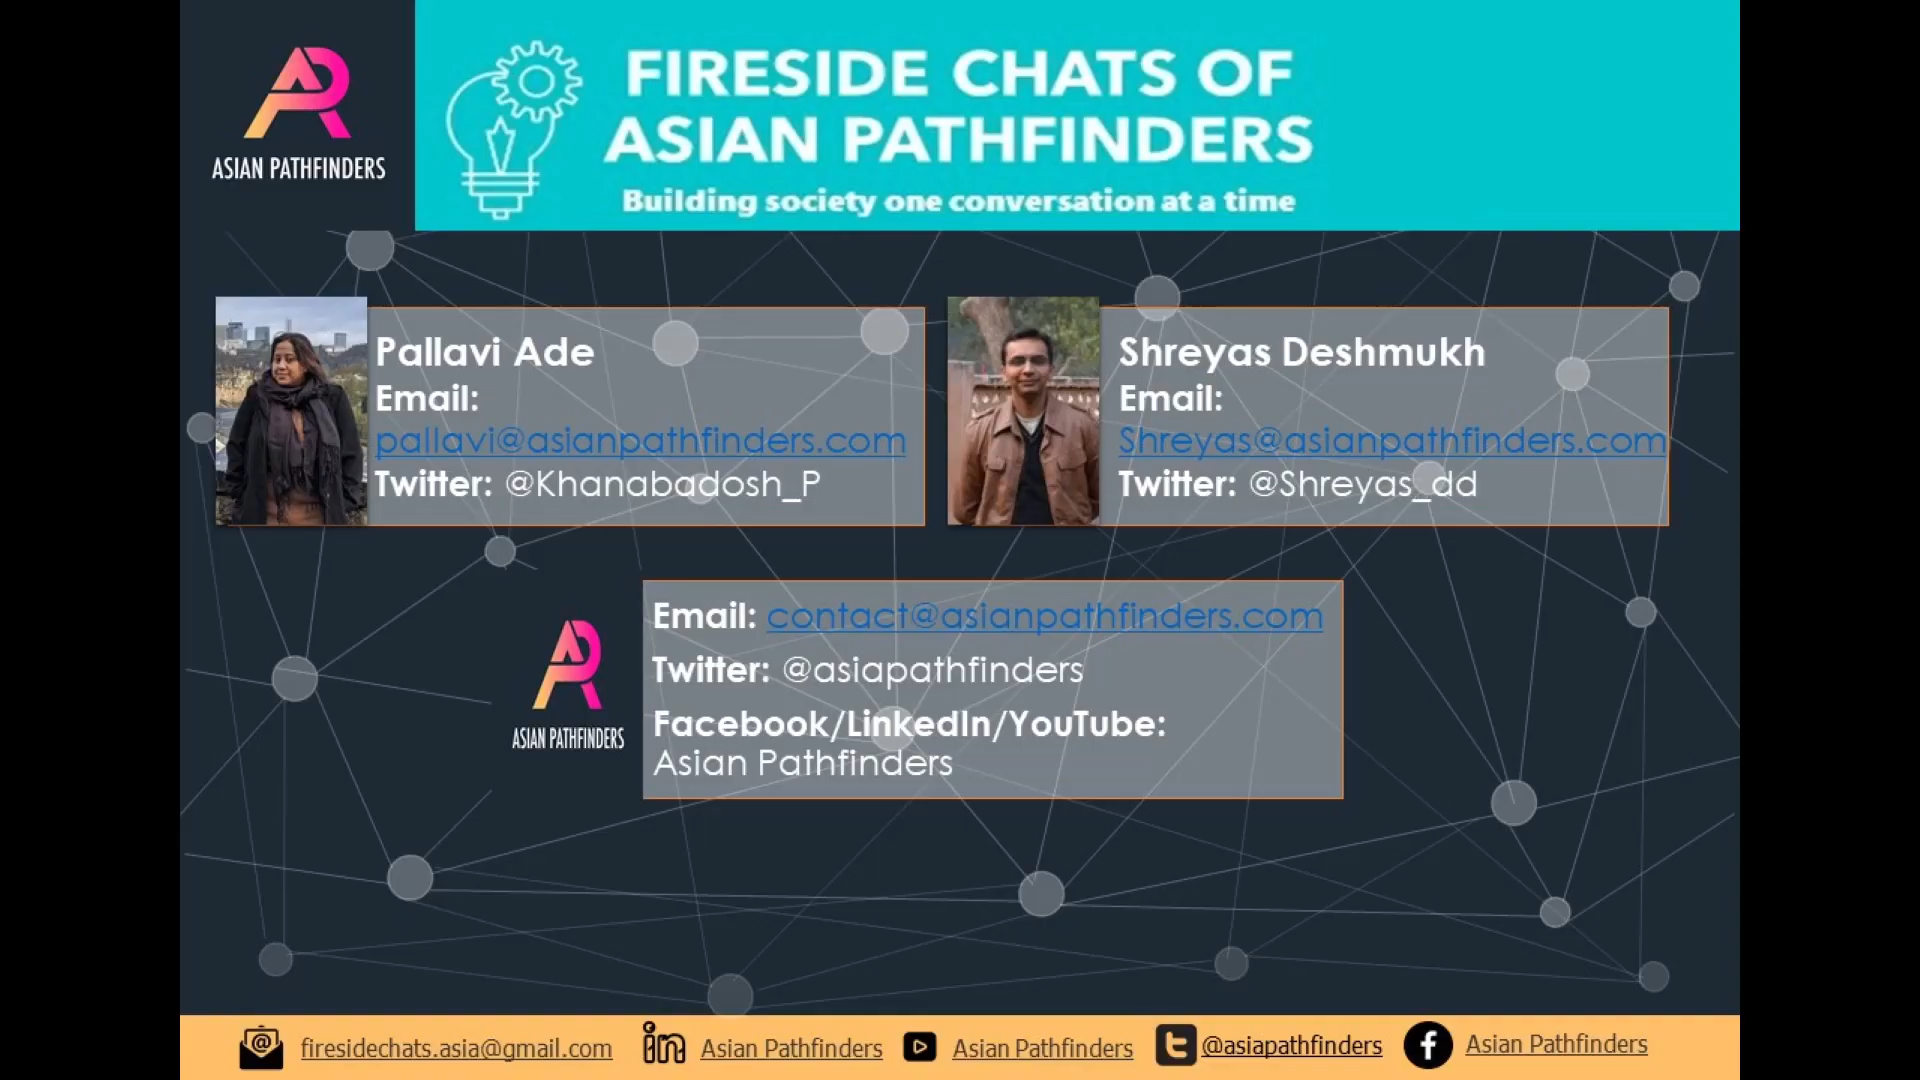 ASIAN PATHFINDERS
FIRESIDE CHATS OF
ASIAN PATHFINDERS
Building society one conversation at a time
Pallavi Ade
Email:
pallavi@asianpathfinders.com
Twitter: @Khanabadosh_P
Shreyas Deshmukh
Email:
Shreyas@asianpathfinders.com
Twitter: @Shreyas_dd
ASIAN PATHFINDERS
Email: contact@asianpathfinders.com
Twitter: @asiapathfinders
Facebook/LinkedIn/YouTube:
Asian Pathfinders
firesidechats.asia@gmail.com in Asian Pathfinders Asian Pathfinders @asiapathfinders Asian Pathfinders